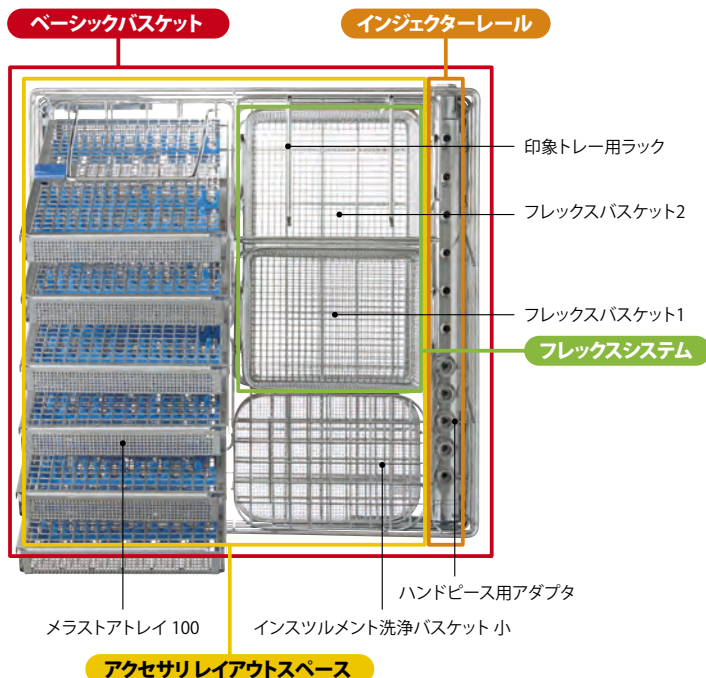 ベーシックバスケット
インジェクターレール
印象トレー用ラック
フレックスバスケット2
フレックスバスケット1
フレックスシステム
ハンドピース用アダプタ
メラストアトレイ 100
インスツルメント洗浄バスケット 小
アクセサリ レイアウトスペース